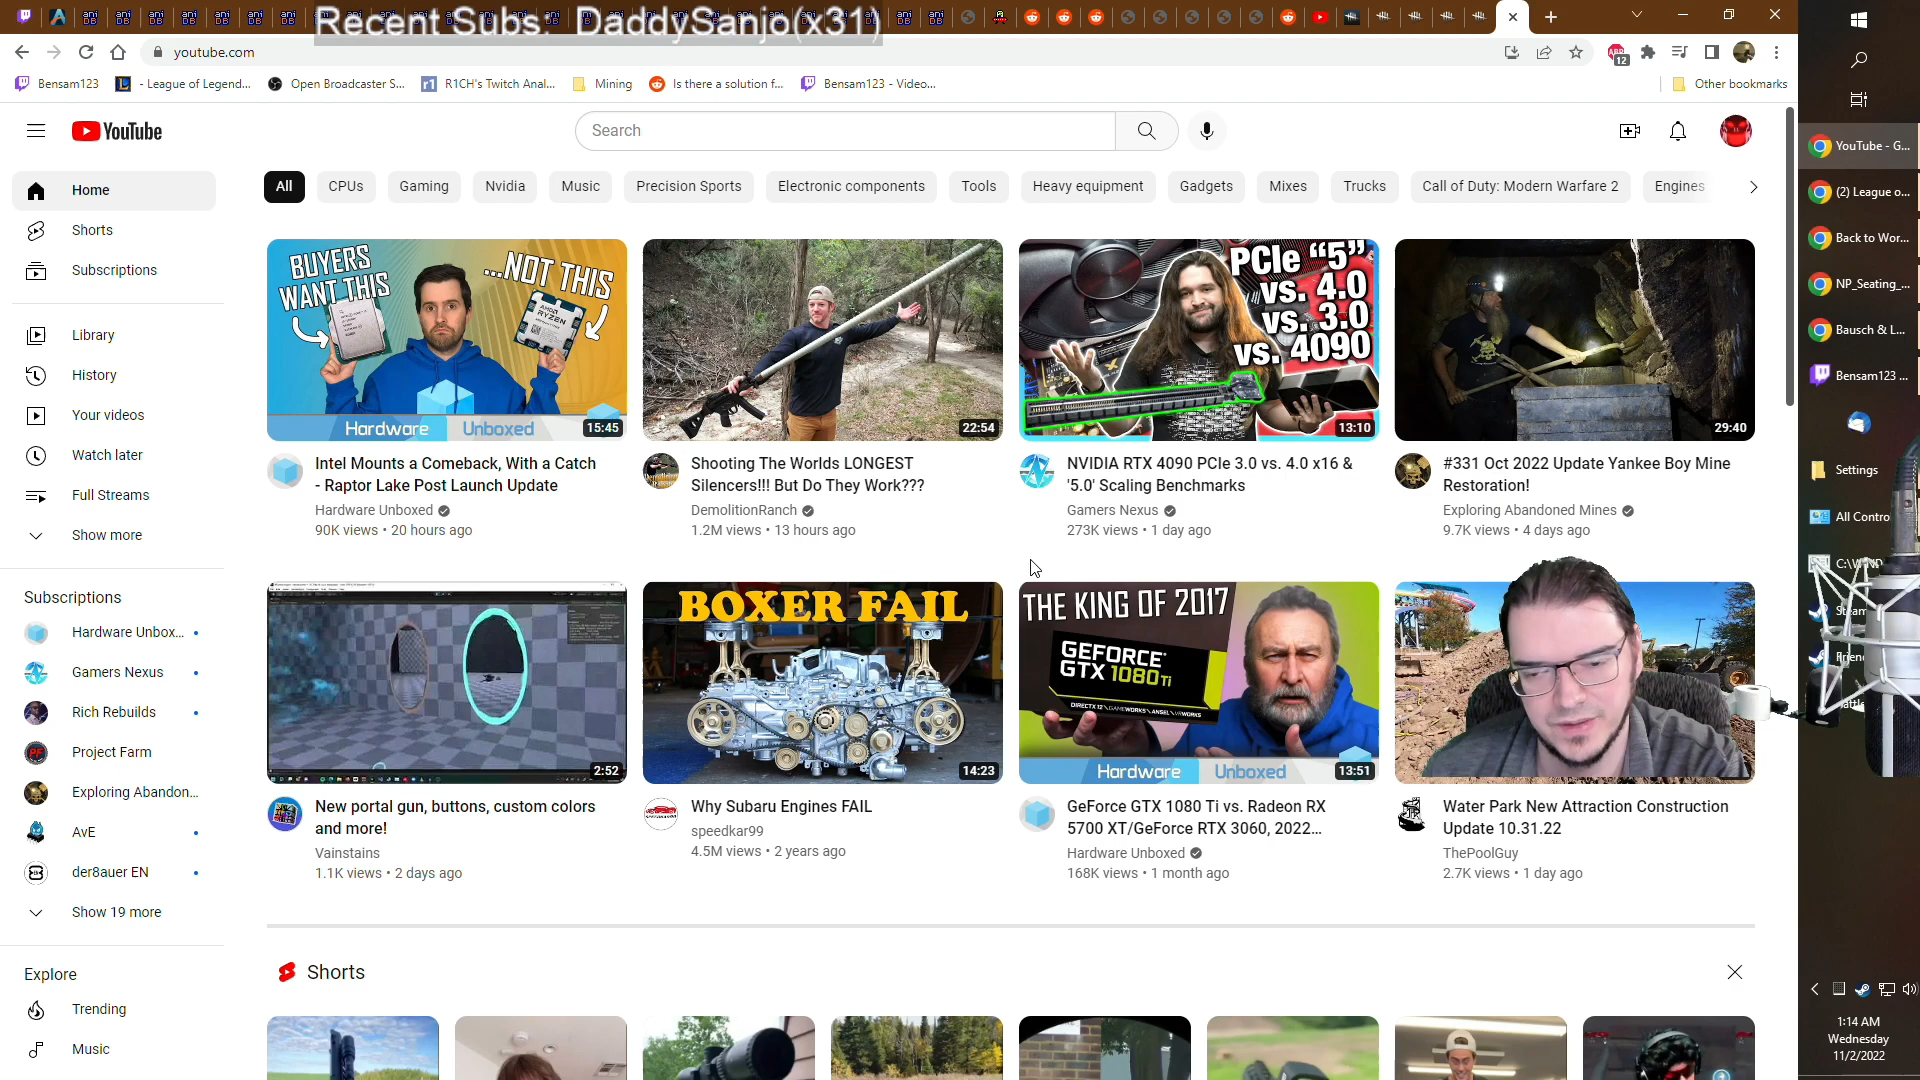 Recent Subs: DaddySanjo(x31)
youtube.com
12
Bensam123
- League of Legend...
Open Broadcaster S...
R1CH's Twitch Anal...
Mining
Is there a solution f...
Bensam123 - Video...
Other bookmarks
YouTube
Search
Home
Shorts
Subscriptions
Library
History
Your videos
Watch later
Full Streams
Show more
Subscriptions
Hardware Unbox...
Gamers Nexus
Rich Rebuilds
Project Farm
Exploring Abandon...
AvE
der8auer EN
Show 19 more
Explore
Trending
Music
All
CPUs
Gaming
Nvidia
Music
Precision Sports
Electronic components
Tools
Heavy equipment
Gadgets
Mixes
Trucks
Call of Duty: Modern Warfare 2
Engines
BUYERS
WANT THIS
...NOT THIS
AMD
RYZEN
Hardware Unboxed
15:45
Intel Mounts a Comeback, With a Catch
- Raptor Lake Post Launch Update
Hardware Unboxed
90K views • 20 hours ago
22:54
Shooting The Worlds LONGEST
Silencers!!! But Do They Work???
DemolitionRanch
1.2M views • 13 hours ago
PCIe “5”
vs. 4.0
vs. 3.0
vs. 4090
13:10
NVIDIA RTX 4090 PCIe 3.0 vs. 4.0 x16 &
'5.0' Scaling Benchmarks
Gamers Nexus
273K views • 1 day ago
29:40
#331 Oct 2022 Update Yankee Boy Mine
Restoration!
Exploring Abandoned Mines
9.7K views • 4 days ago
2:52
New portal gun, buttons, custom colors
and more!
Vainstains
1.1K views • 2 days ago
BOXER FAIL
14:23
Why Subaru Engines FAIL
speedkar99
4.5M views • 2 years ago
THE KING OF 2017
GEFORCE
GTX 1080 Ti
DIRECTX 12 \ GAMEWORKS \ ANSEL \ VRWORKS
Hardware Unboxed
13:51
GeForce GTX 1080 Ti vs. Radeon RX
5700 XT/GeForce RTX 3060, 2022...
Hardware Unboxed
168K views • 1 month ago
Water Park New Attraction Construction
Update 10.31.22
ThePoolGuy
2.7K views • 1 day ago
Shorts
YouTube - G...
(2) League o...
Back to Wor...
NP_Seating_...
Bausch & L...
Bensam123 ...
Settings
All Contro
Steam
1:14 AM
Wednesday
11/2/2022